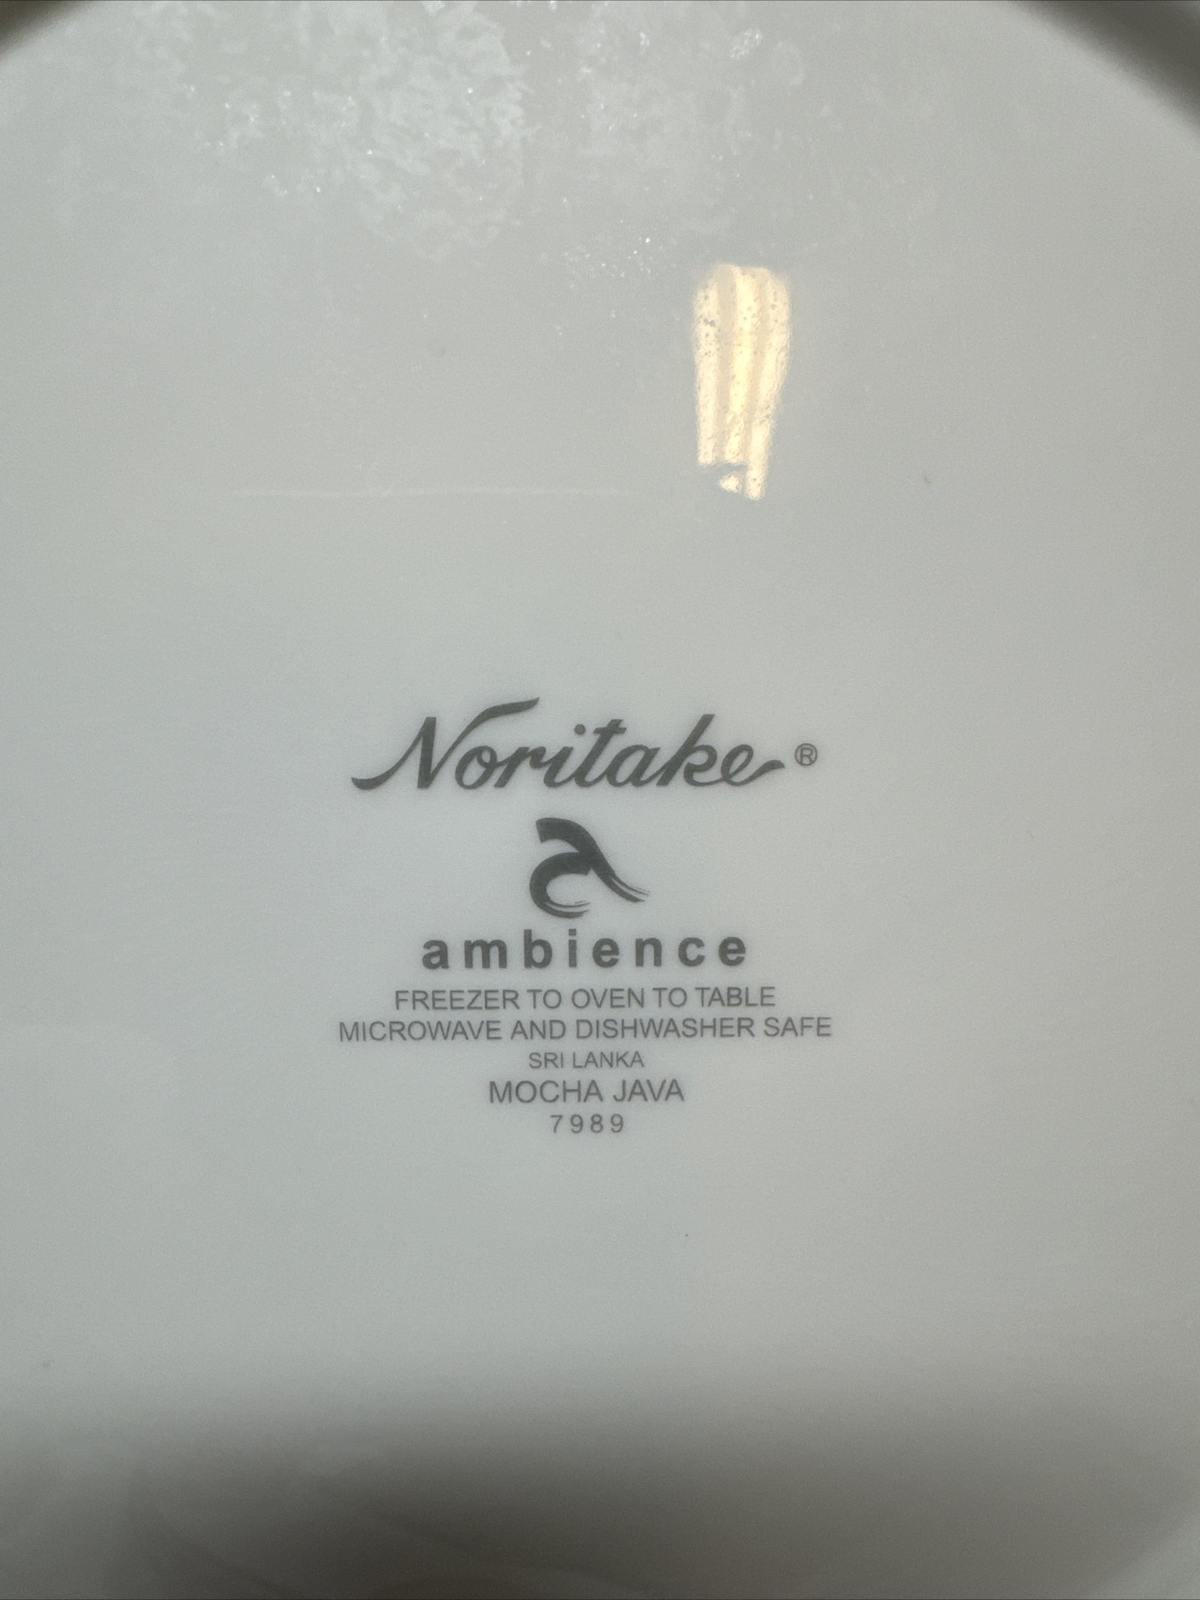 Noritake®
ambience
FREEZER TO OVEN TO TABLE
MICROWAVE AND DISHWASHER SAFE
SRI LANKA
MOCHA JAVA
7989